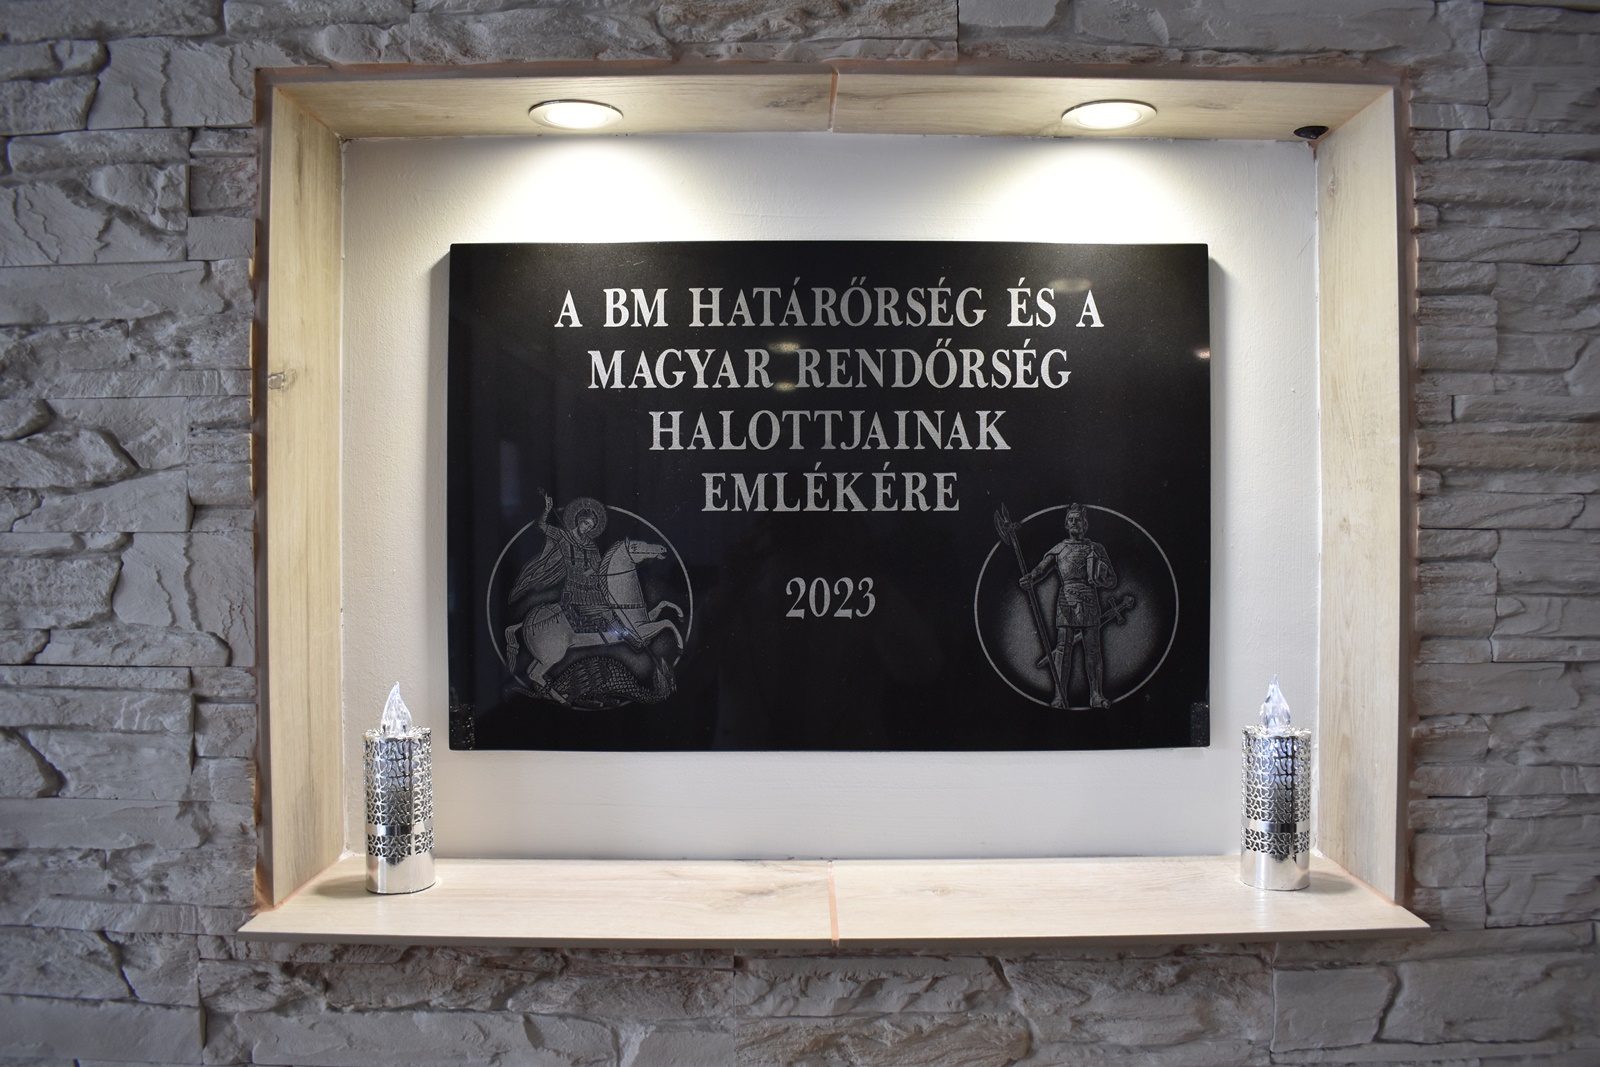 A BM HATÁRŐRSÉG ÉS A
MAGYAR RENDŐRSÉG
HALOTTJAINAK
EMLÉKÉRE
2023